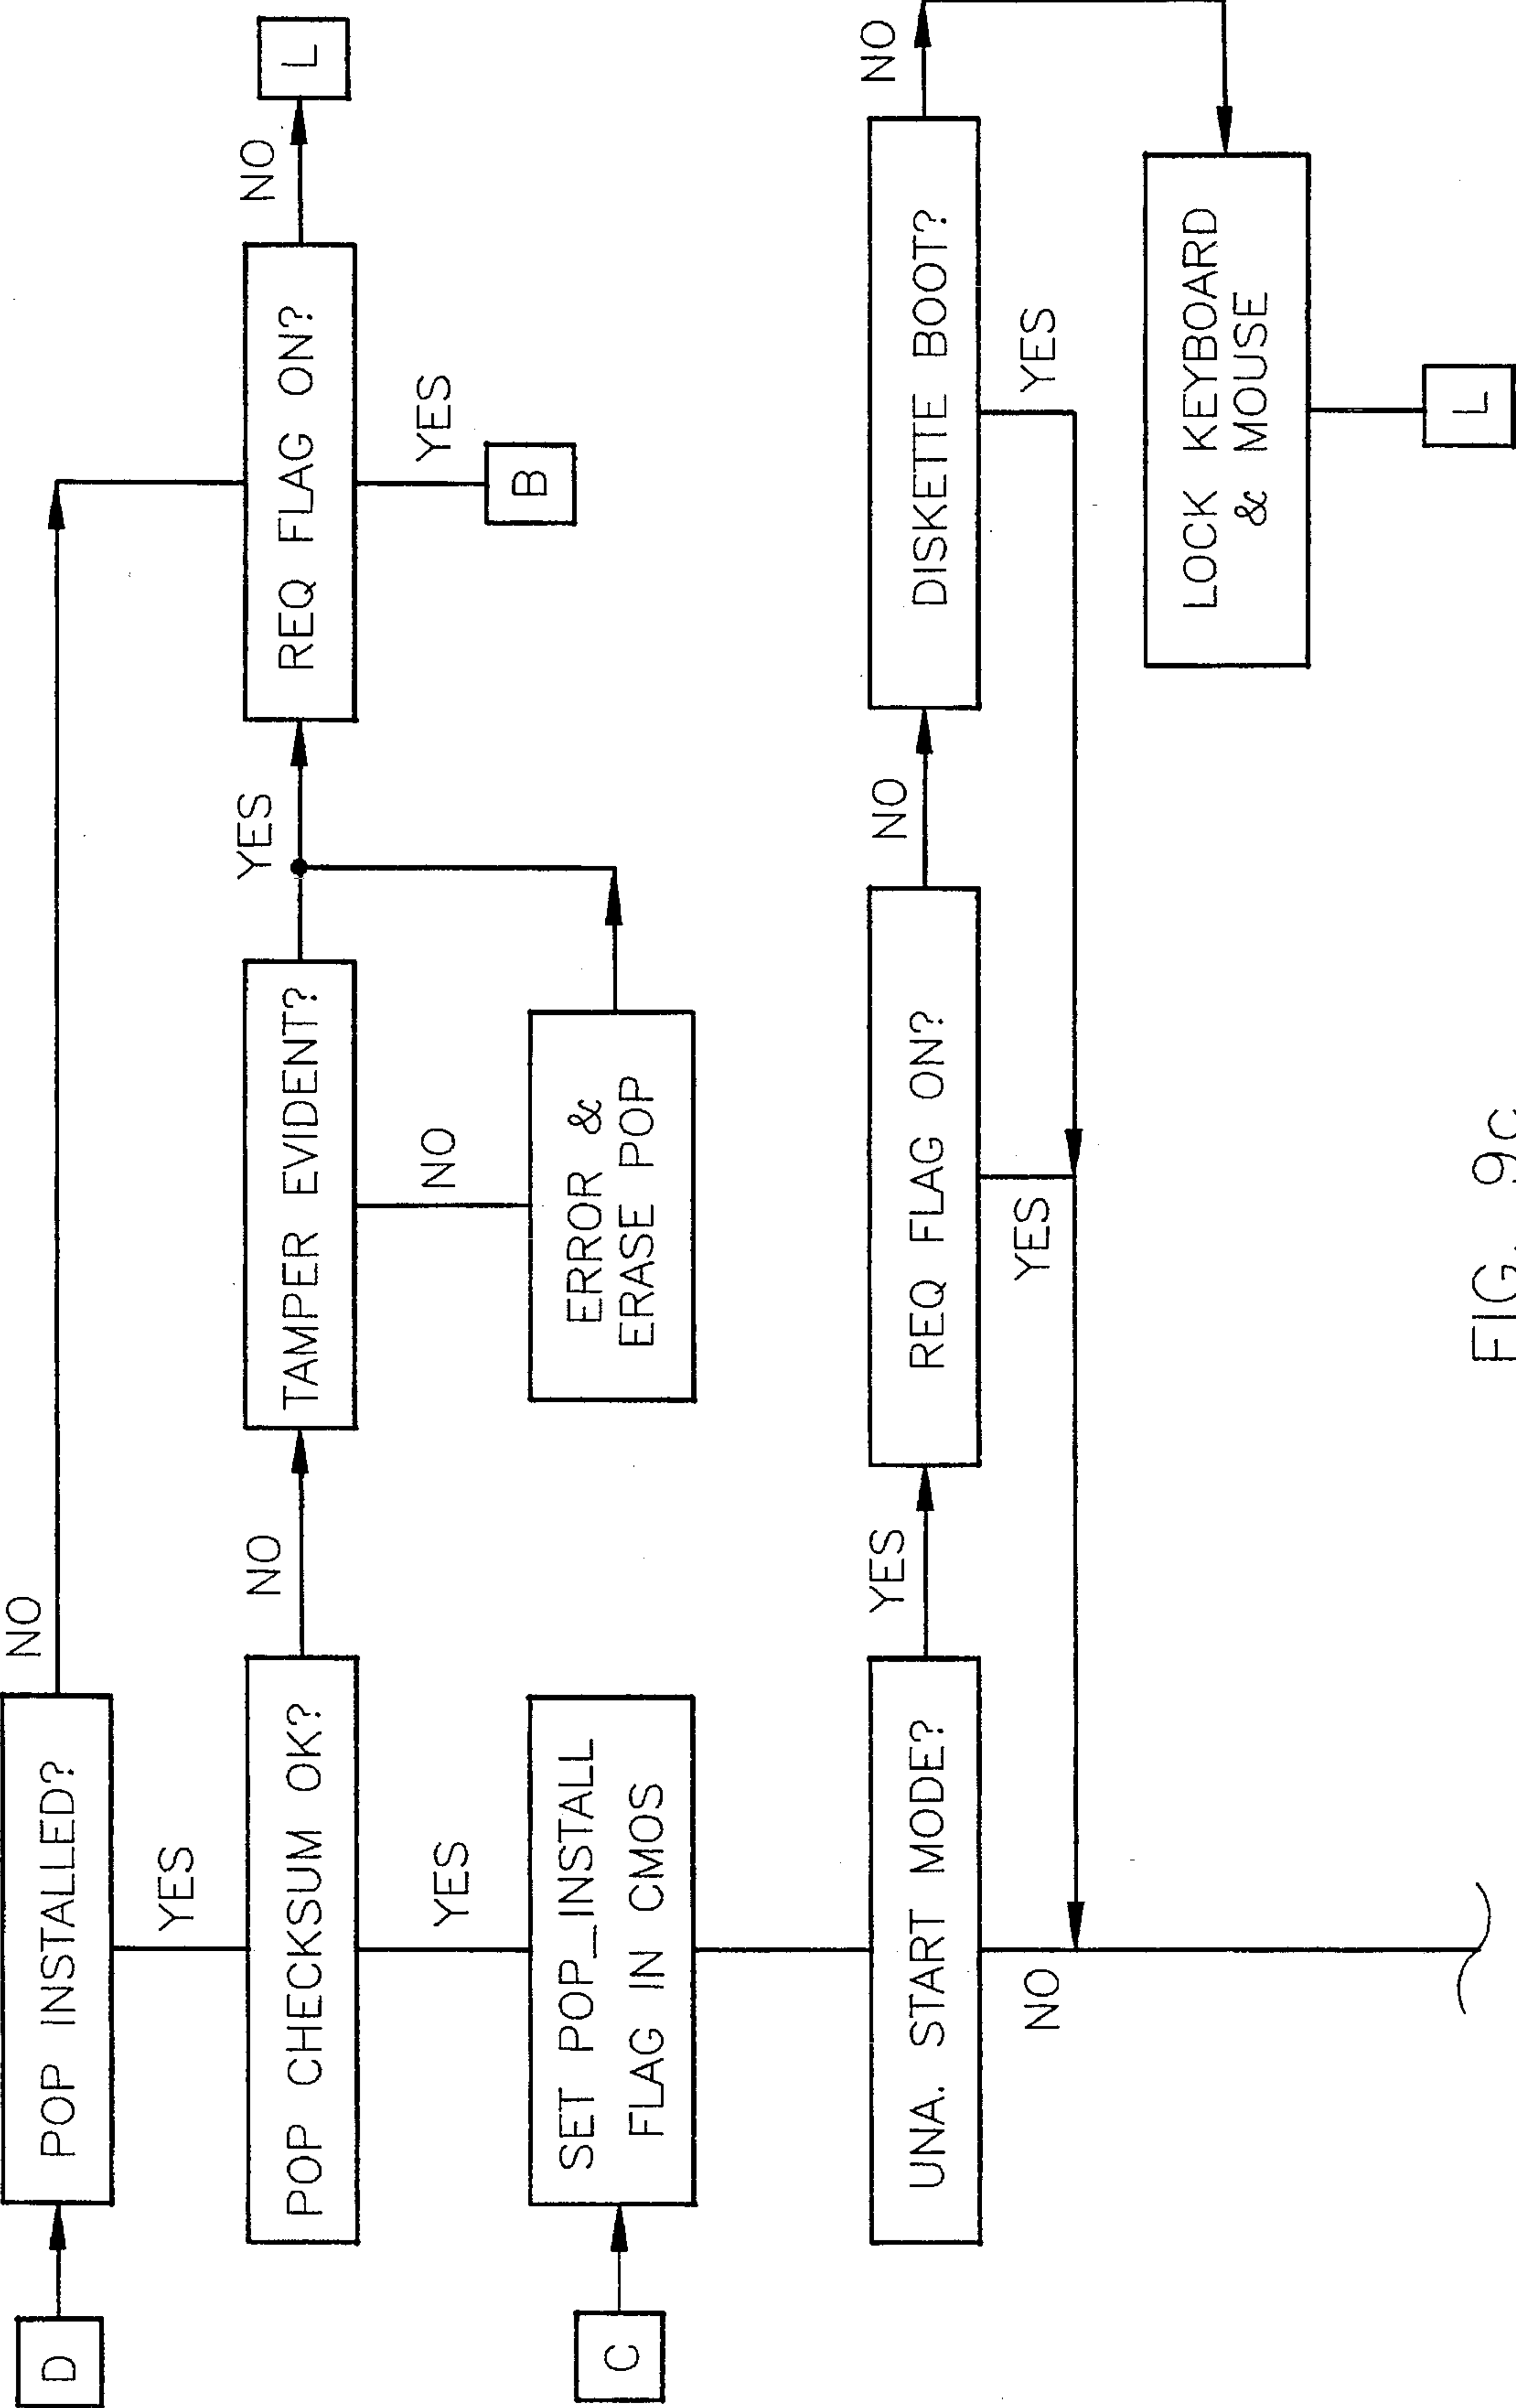 D
POP INSTALLED?
NO
YES
POP CHECKSUM OK?
NO
TAMPER EVIDENT?
YES
REQ FLAG ON?
NO
L
YES
NO
YES
B
C
SET POP_INSTALL
FLAG IN CMOS
ERROR &
ERASE POP
UNA. START MODE?
YES
REQ FLAG ON?
NO
DISKETTE BOOT?
NO
NO
YES
YES
LOCK KEYBOARD
& MOUSE
L
FIG. 9c